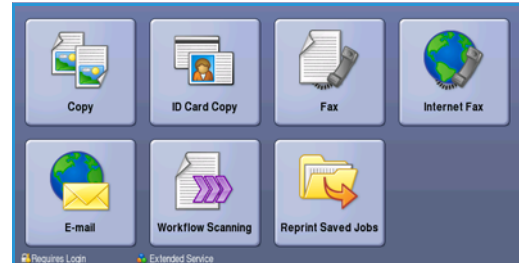 Copy
ID Card Copy
Fax
Internet Fax
E-mail
Workflow Scanning
Reprint Saved Jobs
Requires Login
Extended Service